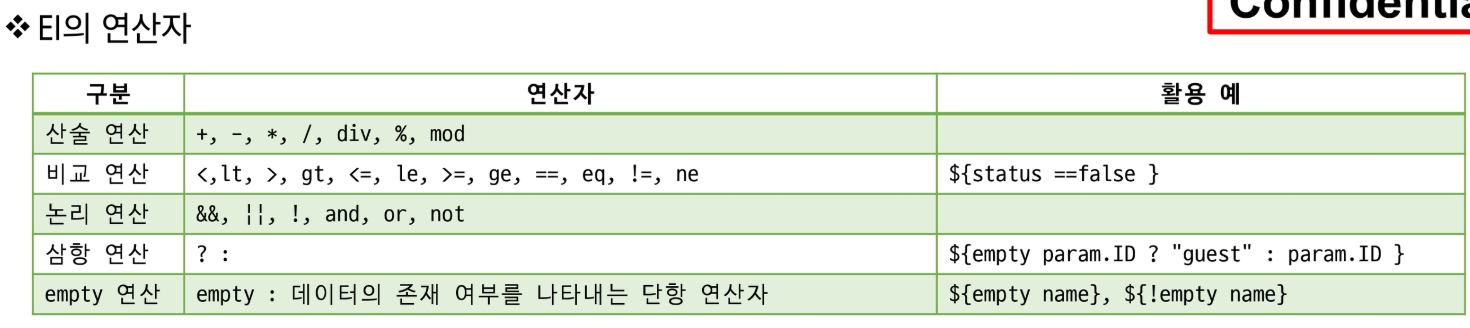 Confidentia
❖ El의 연산자
구분 연산자 활용 예
산술 연산 +, -, *, /, div, %, mod
비교 연산 <,lt, >, gt, <=, le, >=, ge, ==, eq, !=, ne ${status ==false }
논리 연산 &&, ||, !, and, or, not
삼항 연산 ? : ${empty param.ID ? "guest" : param.ID }
empty 연산 empty : 데이터의 존재 여부를 나타내는 단항 연산자 ${empty name}, ${!empty name}